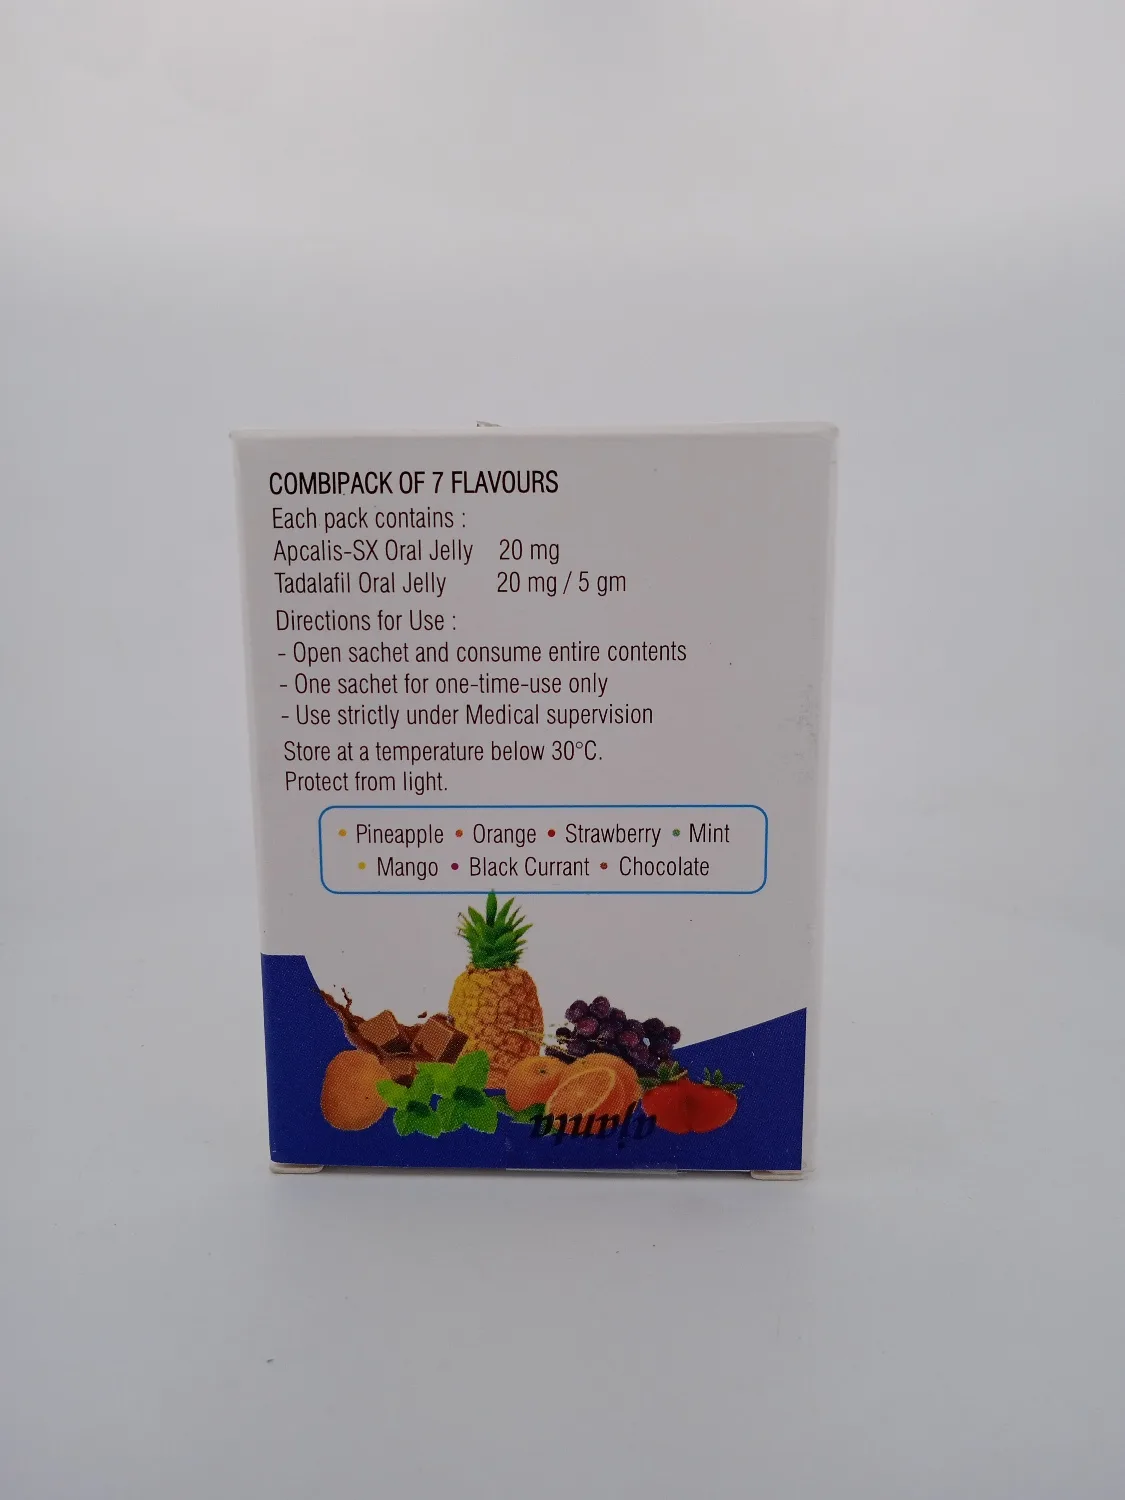 COMBIPACK OF 7 FLAVOURS
Each pack contains :
Apcalis-SX Oral Jelly 20 mg
Tadalafil Oral Jelly 20 mg / 5 gm
Directions for Use :
- Open sachet and consume entire contents
- One sachet for one-time-use only
- Use strictly under Medical supervision
Store at a temperature below 30°C.
Protect from light.
• Pineapple • Orange • Strawberry • Mint
• Mango • Black Currant • Chocolate
ajanta